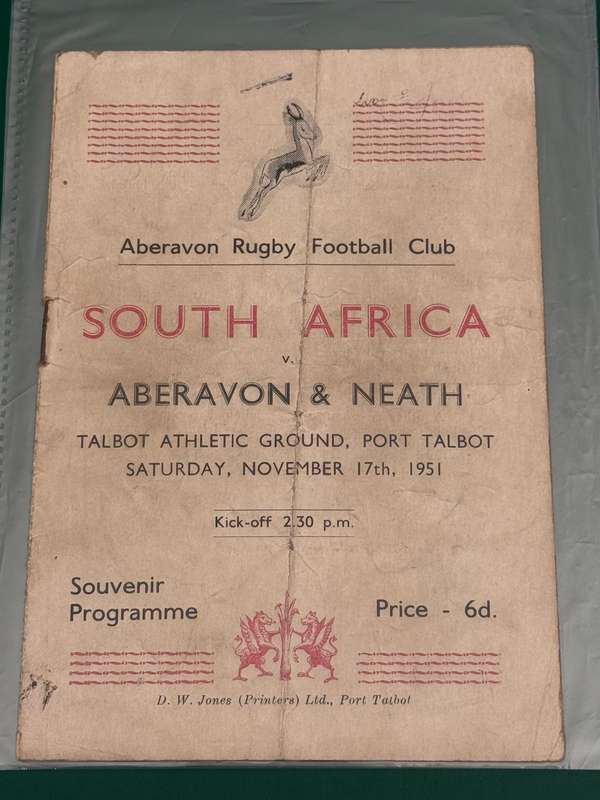 Aberavon Rugby Football Club
SOUTH AFRICA
v.
ABERAVON & NEATH
TALBOT ATHLETIC GROUND, PORT TALBOT
SATURDAY, NOVEMBER 17th, 1951
Kick-off 2.30 p.m.
Souvenir
Programme
Price - 6d.
D. W. Jones (Printers) Ltd., Port Talbot